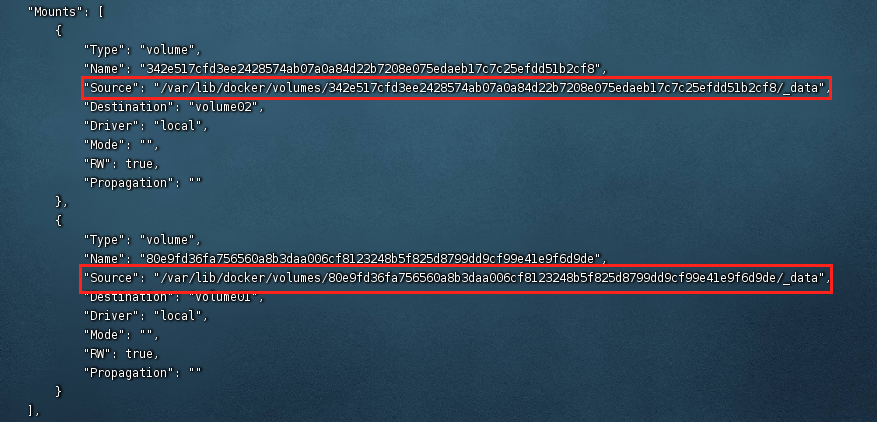 "Mounts": [
{
"Type": "volume",
"Name": "342e517cfd3ee2428574ab07a0a84d22b7208e075edaeb17c7c25efdd51b2cf8",
"Source": "/var/lib/docker/volumes/342e517cfd3ee2428574ab07a0a84d22b7208e075edaeb17c7c25efdd51b2cf8/_data",
"Destination": "volume02",
"Driver": "local",
"Mode": "",
"RW": true,
"Propagation": ""
},
{
"Type": "volume",
"Name": "80e9fd36fa756560a8b3daa006cf8123248b5f825d8799dd9cf99e41e9f6d9de",
"Source": "/var/lib/docker/volumes/80e9fd36fa756560a8b3daa006cf8123248b5f825d8799dd9cf99e41e9f6d9de/_data",
"Destination": "volume01",
"Driver": "local",
"Mode": "",
"RW": true,
"Propagation": ""
}
],